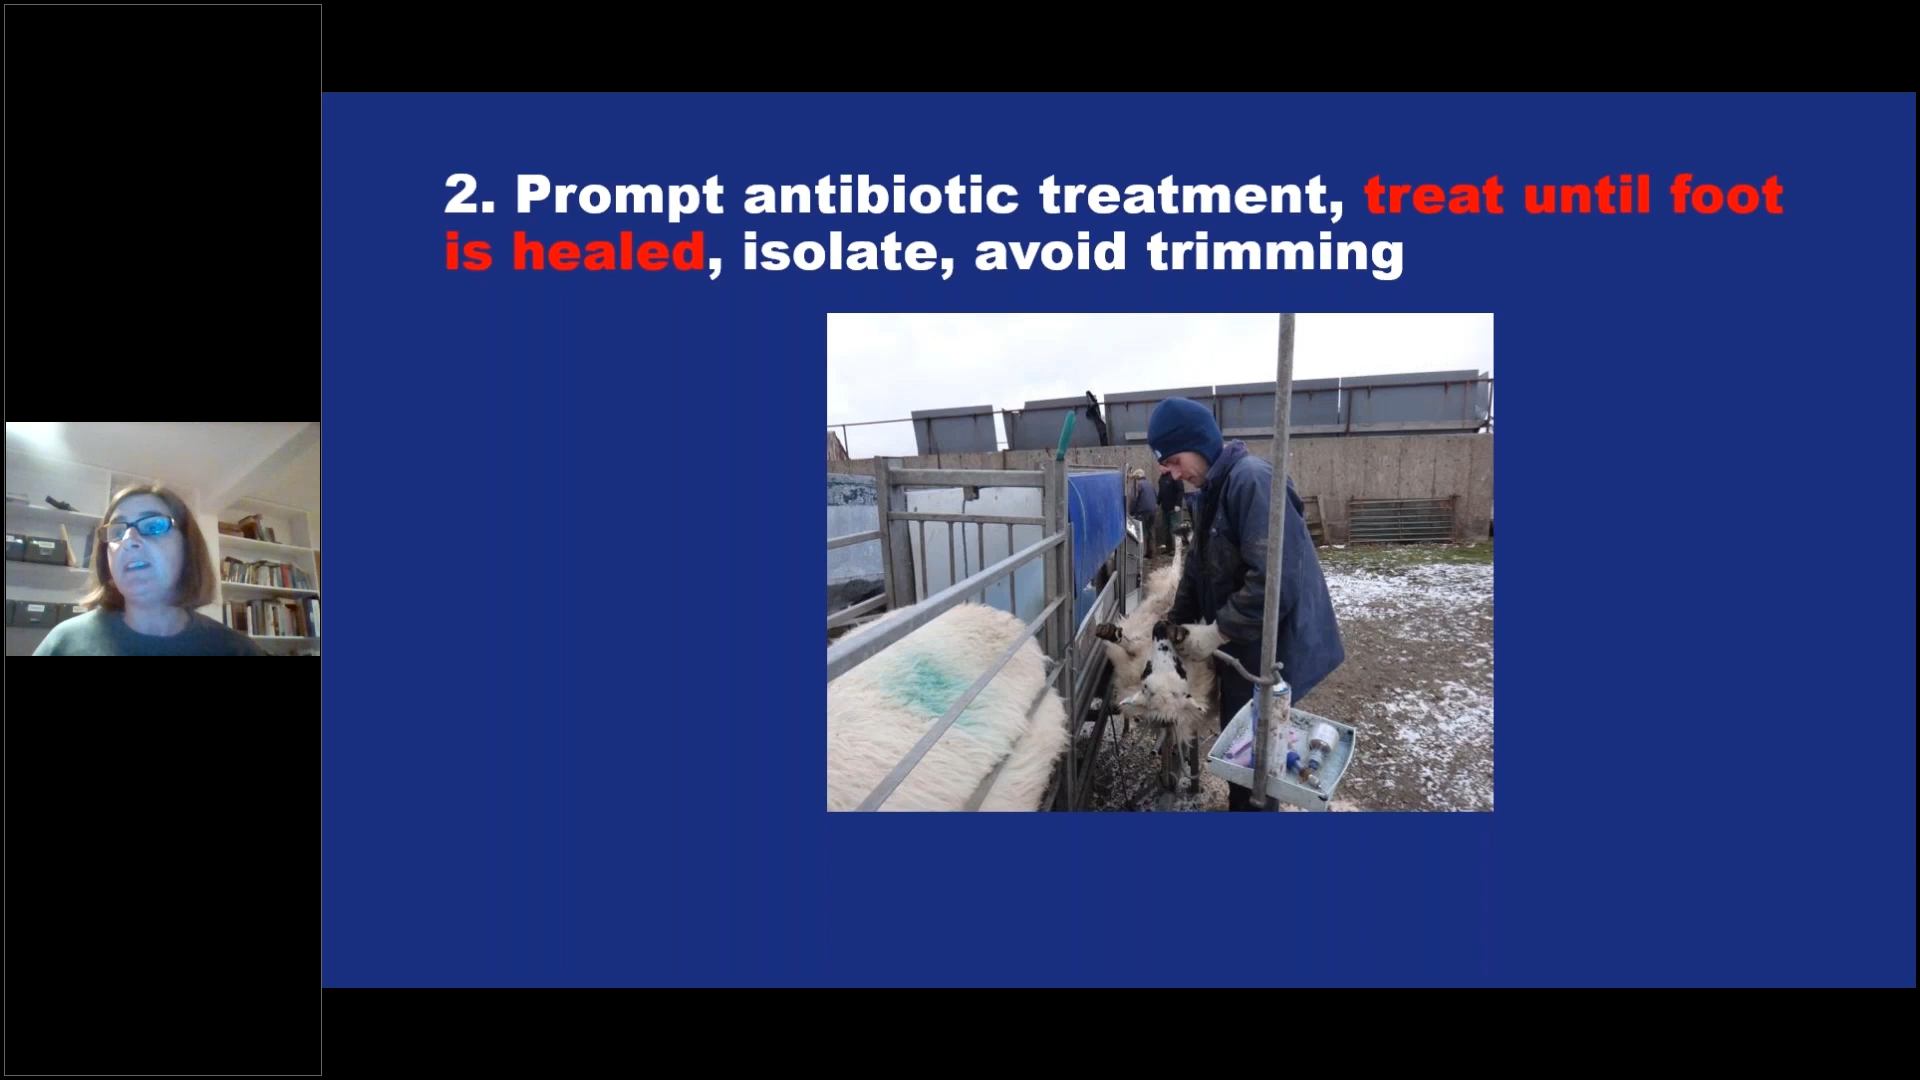 2. Prompt antibiotic treatment, treat until foot
is healed, isolate, avoid trimming